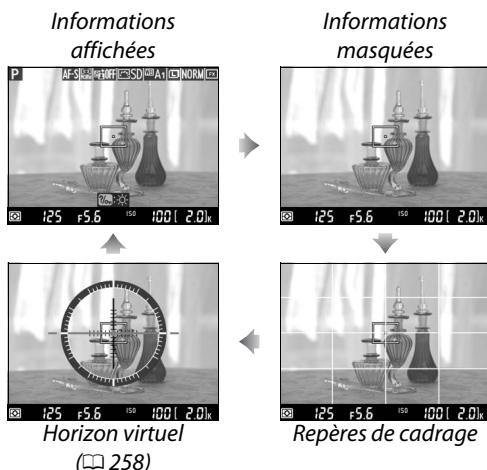 Informations
affichées
Informations
masquées
P AF-S OFF SD A1 NORM FX
125 F5.6 ISO 100 [ 2.0]K
125 F5.6 ISO 100 [ 2.0]K
125 F5.6 ISO 100 [ 2.0]K
125 F5.6 ISO 100 [ 2.0]K
Horizon virtuel
(258)
Repères de cadrage